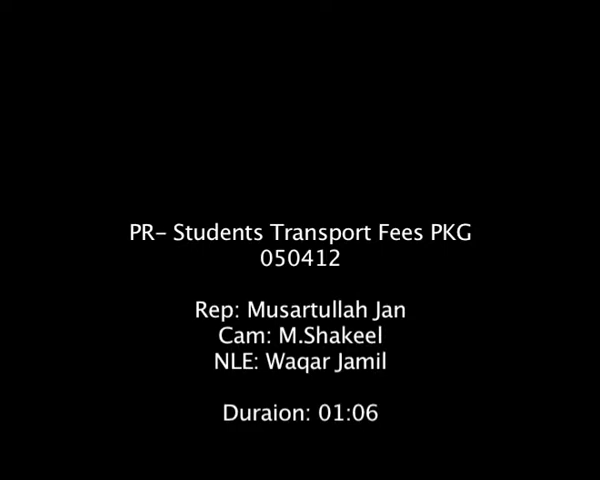 PR- Students Transport Fees PKG
050412
Rep: Musartullah Jan
Cam: M.Shakeel
NLE: Waqar Jamil
Duraion: 01:06